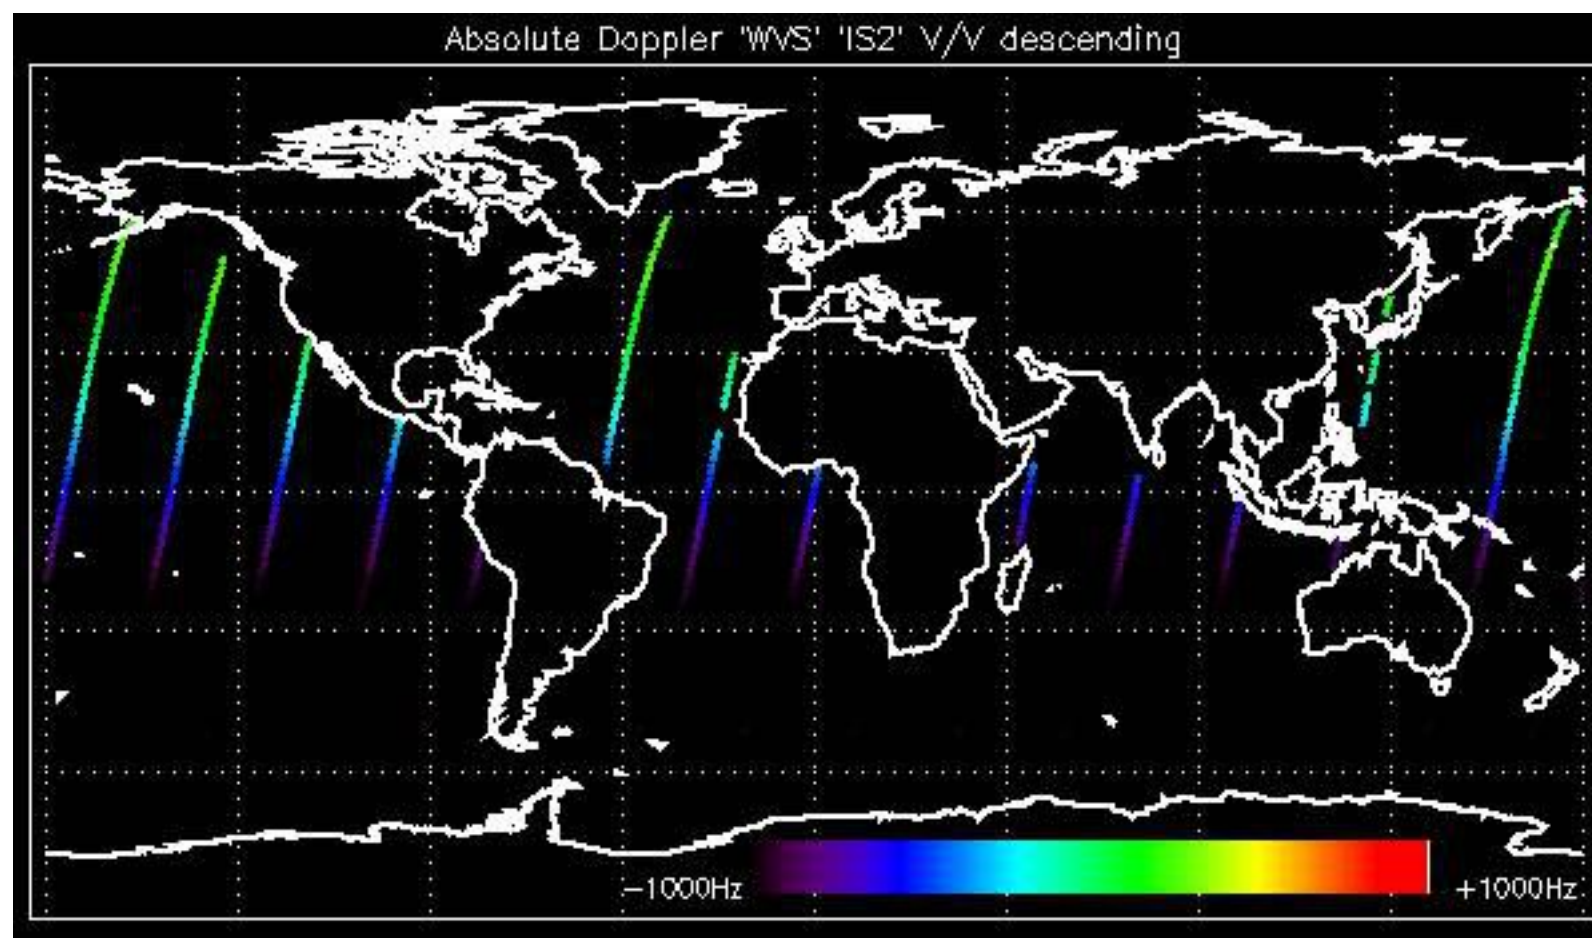 Absolute Doppler 'WVS' 'IS2' V/V descending
-1000Hz
+1000Hz